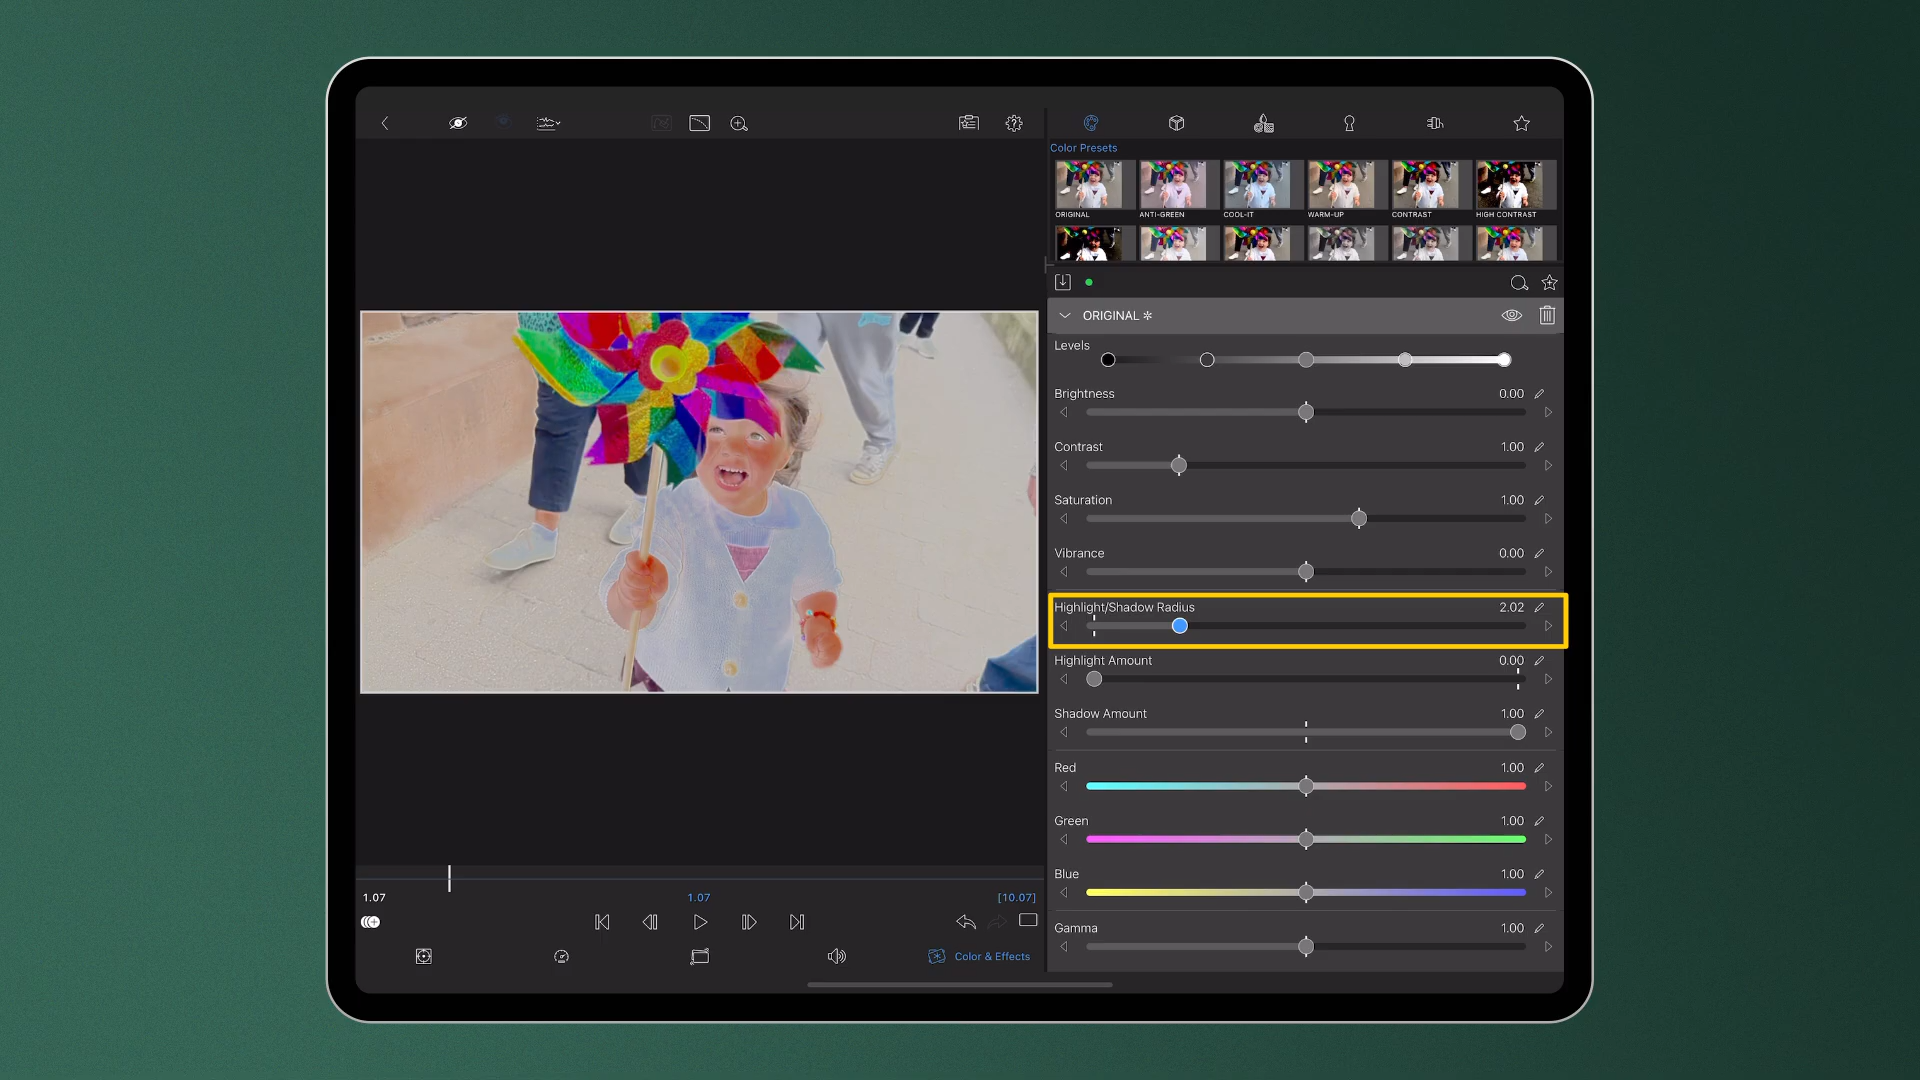 Color Presets
ORIGINAL ANTI-GREEN COOL-IT WARM-UP CONTRAST HIGH CONTRAST
ORIGINAL ✻
Levels
Brightness 0.00
Contrast 1.00
Saturation 1.00
Vibrance 0.00
Highlight/Shadow Radius 2.02
Highlight Amount 0.00
Shadow Amount 1.00
Red 1.00
Green 1.00
Blue 1.00
Gamma 1.00
1.07 1.07 [10.07]
Color & Effects